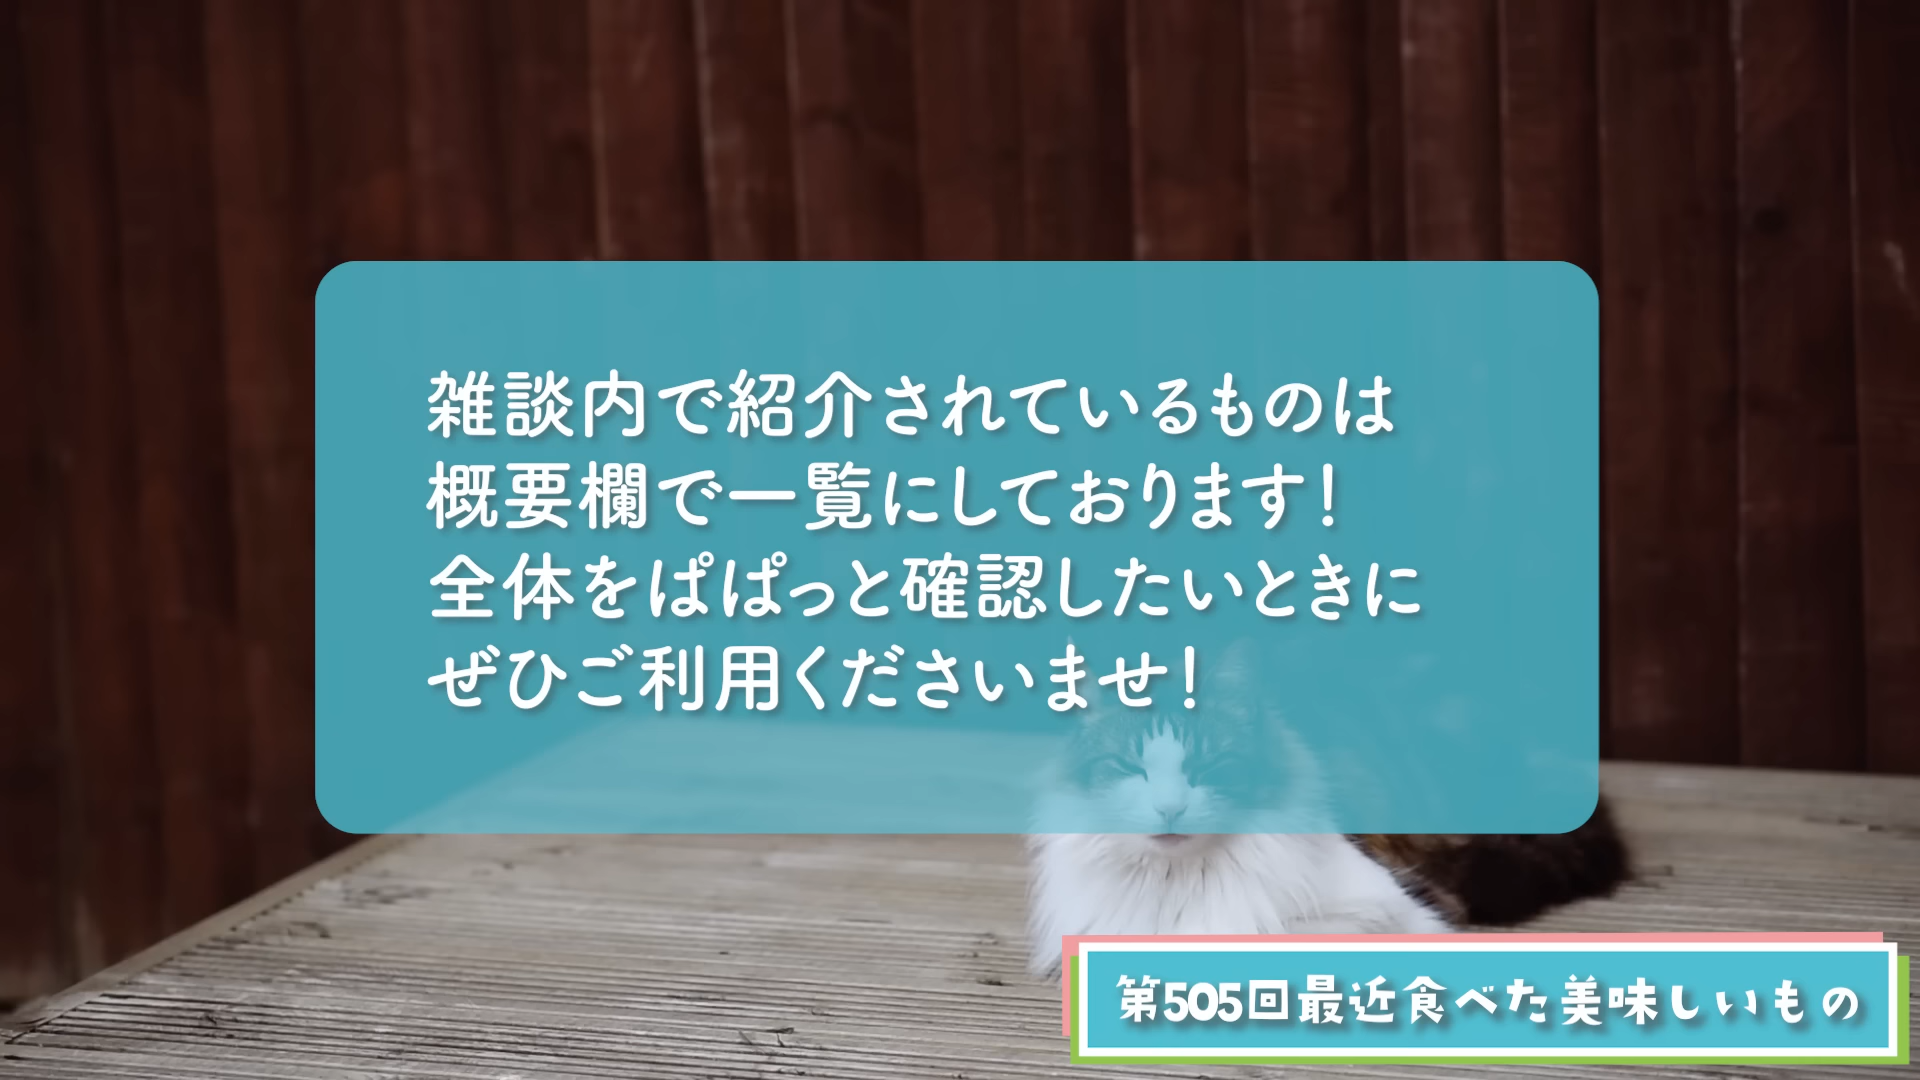 雑談内で紹介されているものは
概要欄で一覧にしております!
全体をぱぱっと確認したいときに
ぜひご利用くださいませ!
第505回最近食べた美味しいもの